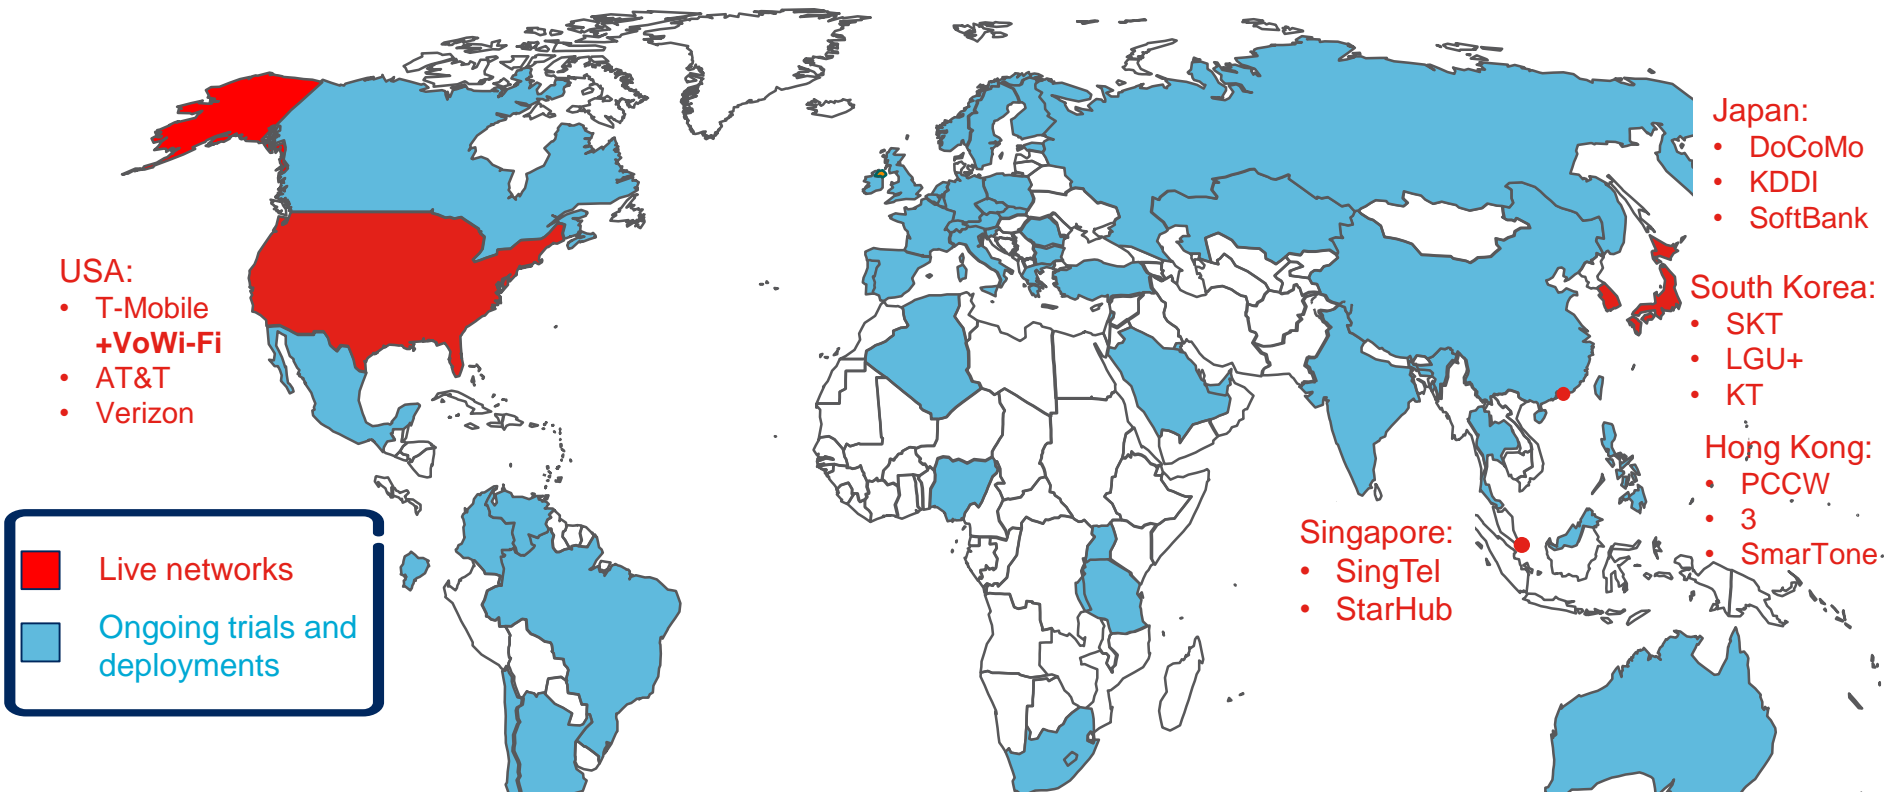 USA:
• T-Mobile
+VoWi-Fi
• AT&T
• Verizon
Live networks
Ongoing trials and
deployments
Singapore:
• SingTel
• StarHub
Japan:
• DoCoMo
• KDDI
• SoftBank
South Korea:
• SKT
• LGU+
• KT
Hong Kong:
• PCCW
• 3
• SmarTone